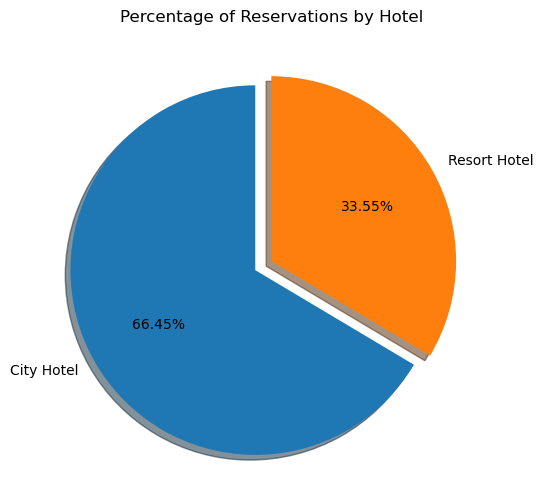 Percentage of Reservations by Hotel
Resort Hotel
33.55%
66.45%
City Hotel